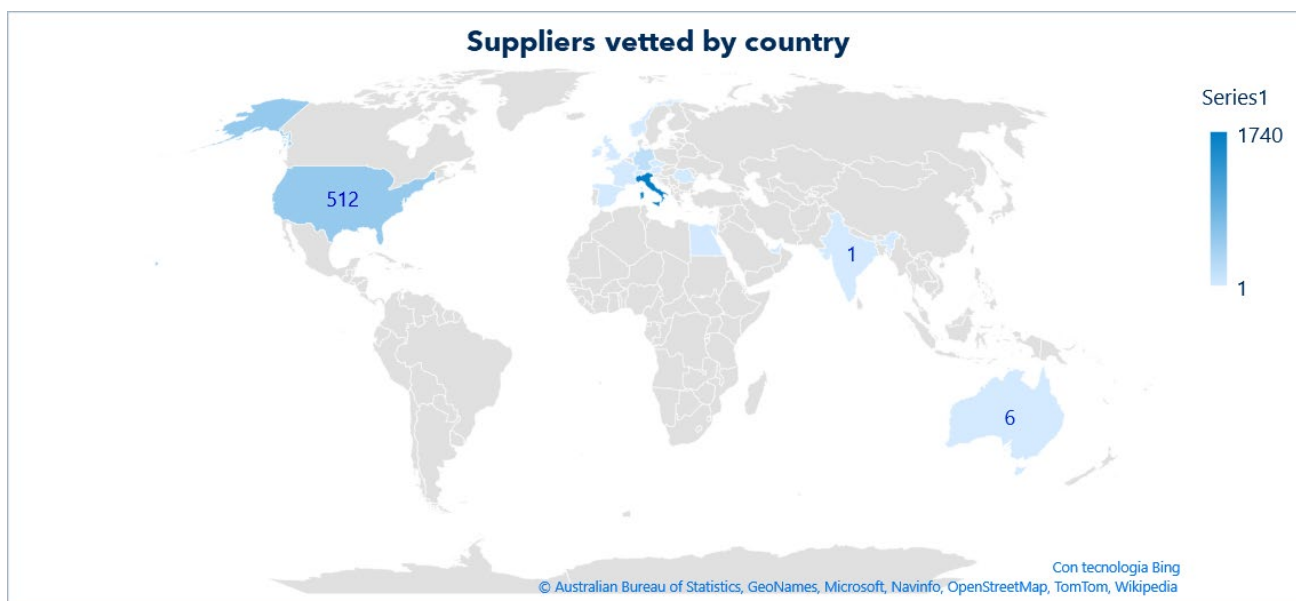 Suppliers vetted by country
Series1
1740
1
512
1
6
Con tecnologia Bing
© Australian Bureau of Statistics, GeoNames, Microsoft, Navinfo, OpenStreetMap, TomTom, Wikipedia